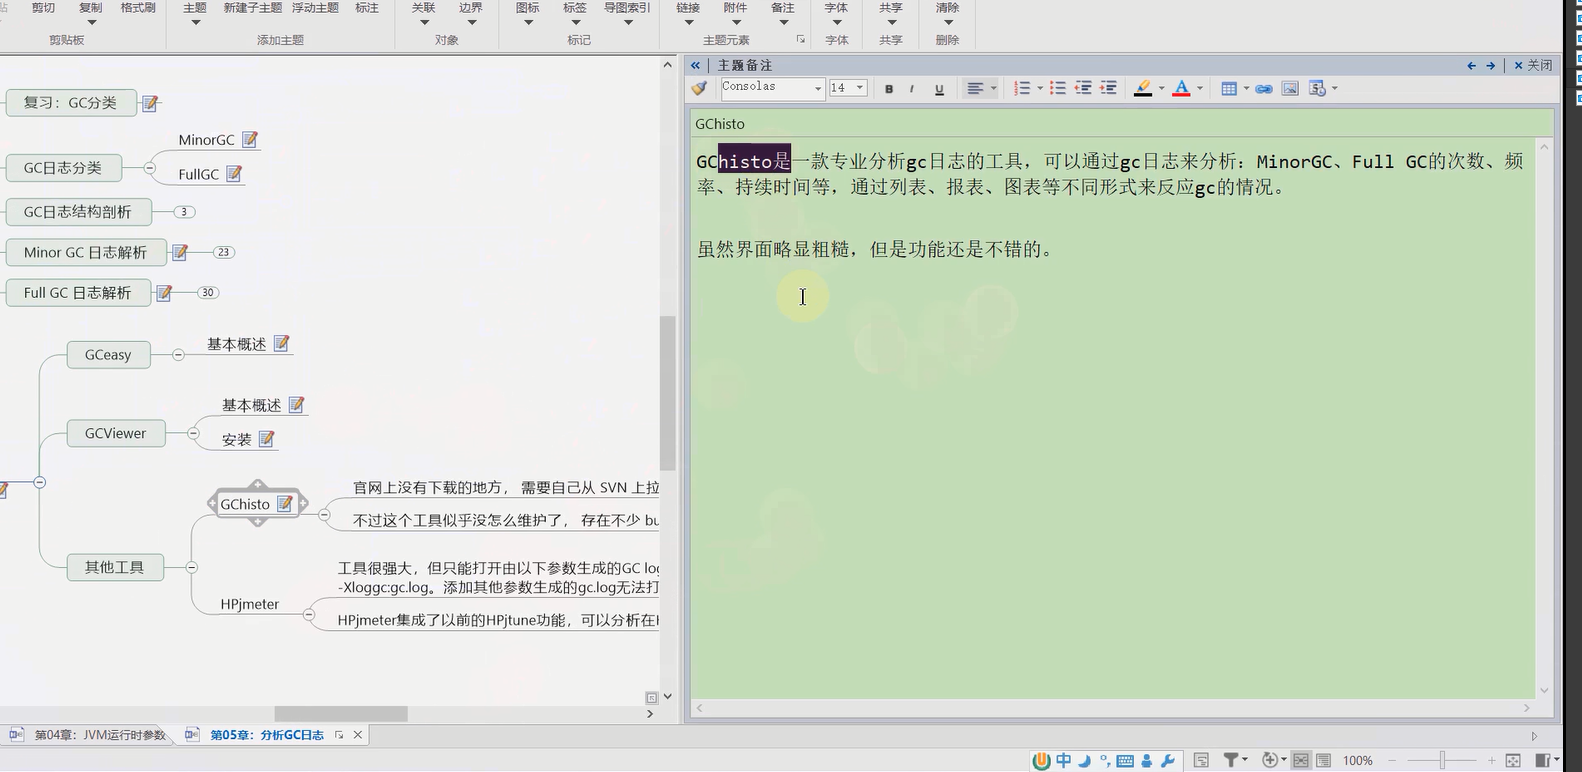 剪切 复制 格式刷 主题 新建子主题 浮动主题 标注 关联 边界 图标 标签 导图索引 链接 附件 备注 字体 共享 清除
剪贴板 添加主题 对象 标记 主题元素 字体 共享 删除
主题备注 关闭
Consolas 14 B I U A
GChisto
GChisto是一款专业分析gc日志的工具，可以通过gc日志来分析：MinorGC、Full GC的次数、频
率、持续时间等，通过列表、报表、图表等不同形式来反应gc的情况。
虽然界面略显粗糙，但是功能还是不错的。
复习：GC分类
GC日志分类
MinorGC
FullGC
GC日志结构剖析 3
Minor GC 日志解析 23
Full GC 日志解析 30
GCeasy
基本概述
GCViewer
基本概述
安装
其他工具
GChisto
官网上没有下载的地方， 需要自己从 SVN 上拉
不过这个工具似乎没怎么维护了， 存在不少 bu
HPjmeter
工具很强大，但只能打开由以下参数生成的GC log
-Xloggc:gc.log。添加其他参数生成的gc.log无法打
HPjmeter集成了以前的HPjtune功能，可以分析在H
第04章：JVM运行时参数 第05章：分析GC日志
中 100%